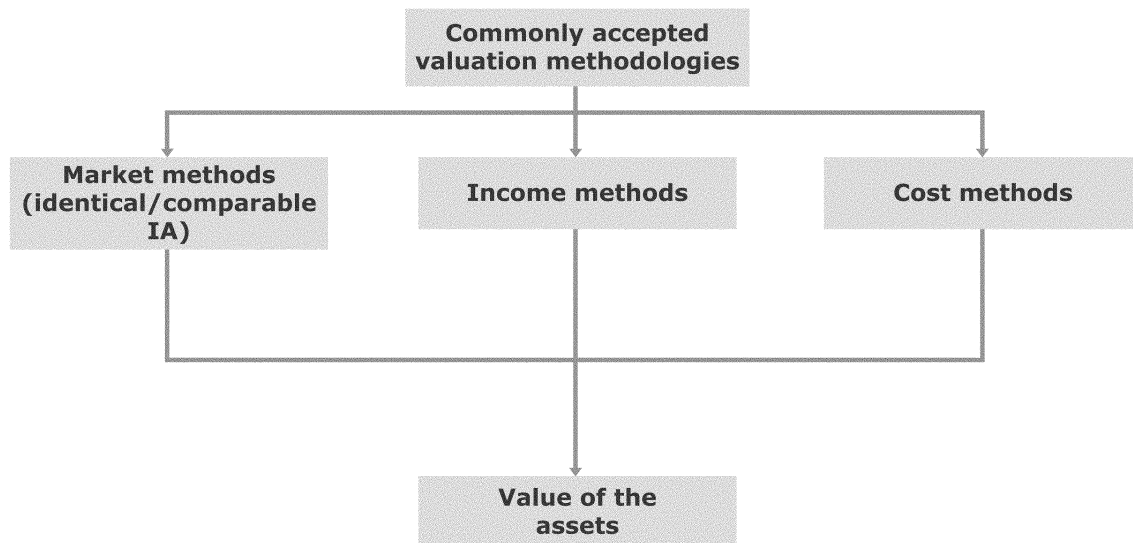 Commonly accepted
valuation methodologies
Market methods
(identical/comparable
IA)
Income methods
Cost methods
Value of the
assets